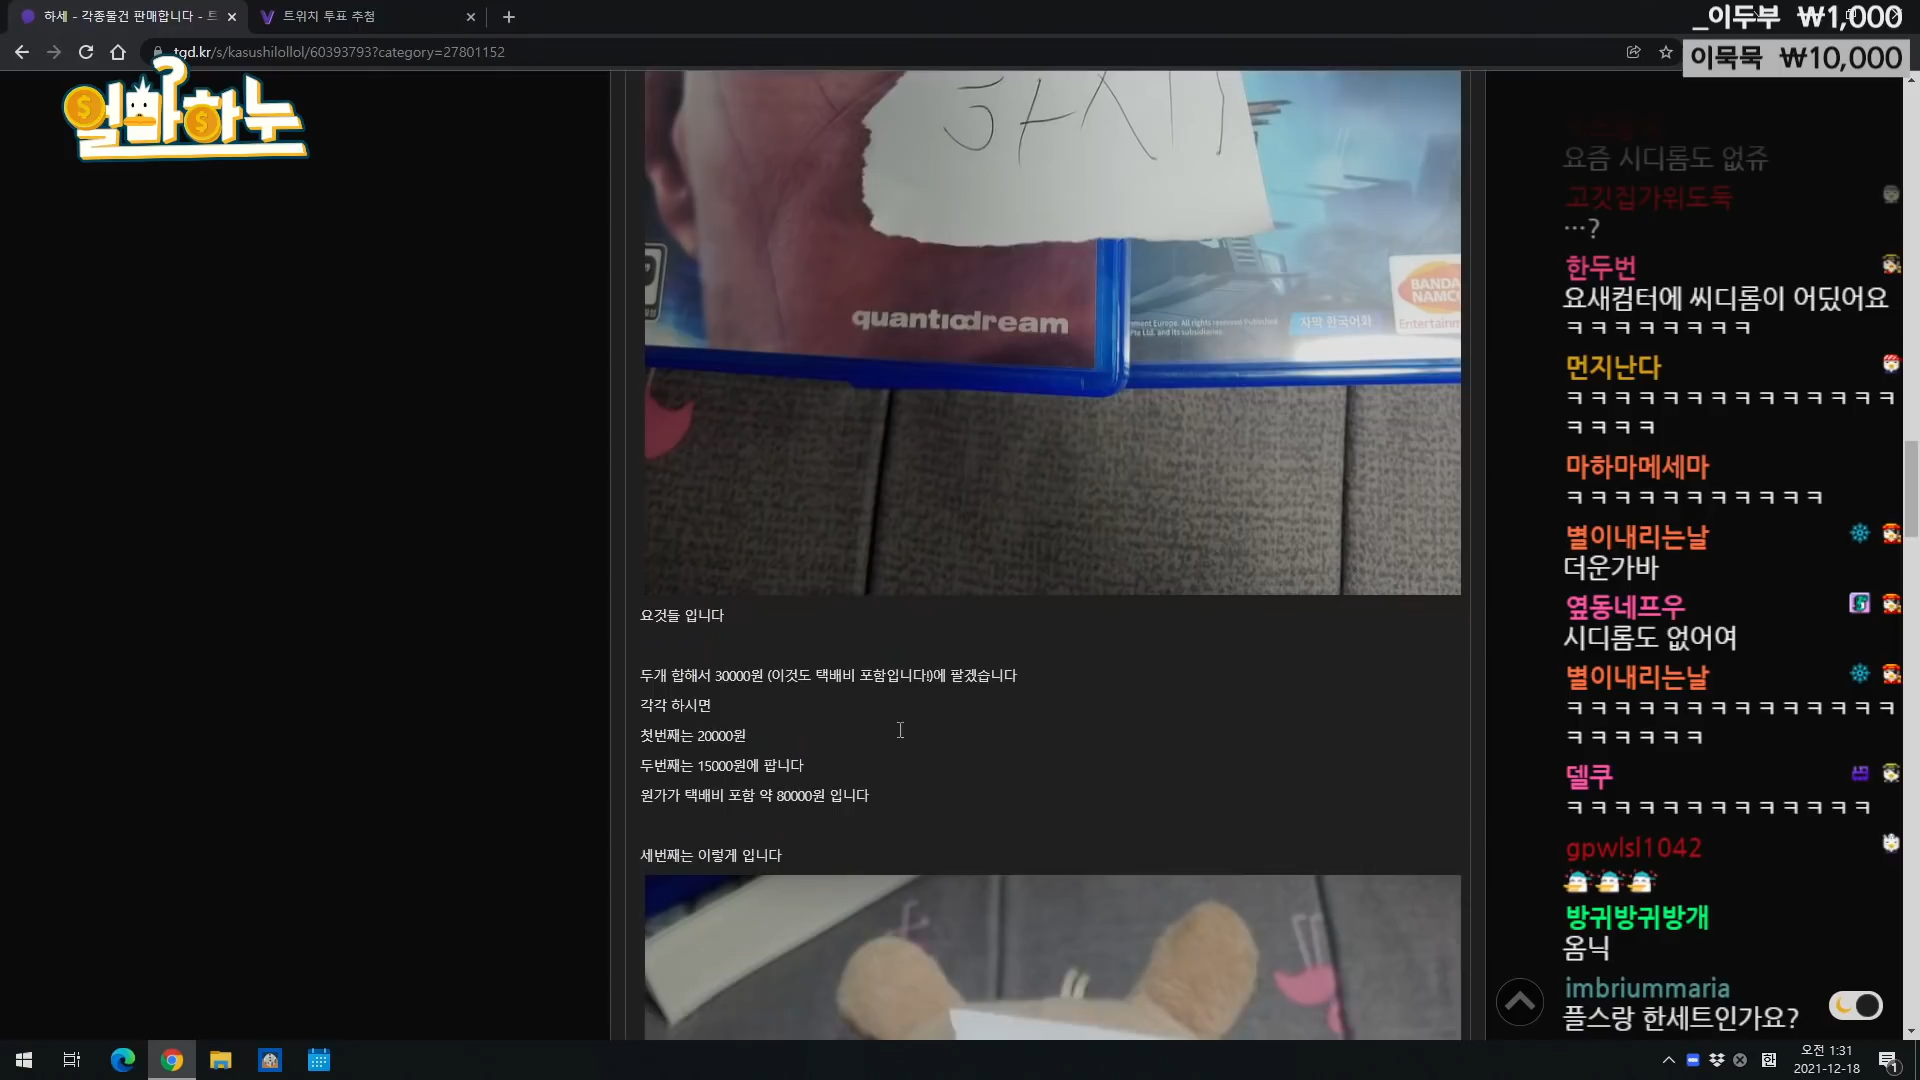 하세 - 각종물건 판매합니다 - 트
트위치 투표 추첨
_이두부 ₩1,000
tgd.kr/s/kasushilollol/60393793?category=27801152
이묵묵 ₩10,000
얼마하누
?
quanticdream
BANDAI
NAMCO
Entertainm
자막 한국어화
요것들 입니다
두개 합해서 30000원 (이것도 택배비 포함입니다!)에 팔겠습니다
각각 하시면
첫번째는 20000원
두번째는 15000원에 팝니다
원가가 택배비 포함 약 80000원 입니다
세번째는 이렇게 입니다
요즘 시디롬도 없쥬
고깃집가위도둑
…?
한두번
요새컴터에 씨디롬이 어딨어요
ㅋㅋㅋㅋㅋㅋㅋㅋ
먼지난다
ㅋㅋㅋㅋㅋㅋㅋㅋㅋㅋㅋㅋㅋㅋ
ㅋㅋㅋㅋ
마하마메세마
ㅋㅋㅋㅋㅋㅋㅋㅋㅋㅋㅋ
별이내리는날
더운가바
옆동네프우
시디롬도 없어여
별이내리는날
ㅋㅋㅋㅋㅋㅋㅋㅋㅋㅋㅋㅋㅋㅋ
ㅋㅋㅋㅋㅋㅋ
델쿠
ㅋㅋㅋㅋㅋㅋㅋㅋㅋㅋㅋㅋㅋ
gpwlsl1042
방귀방귀방개
옴닉
imbriummaria
플스랑 한세트인가요?
한
오전 1:31
2021-12-18
1